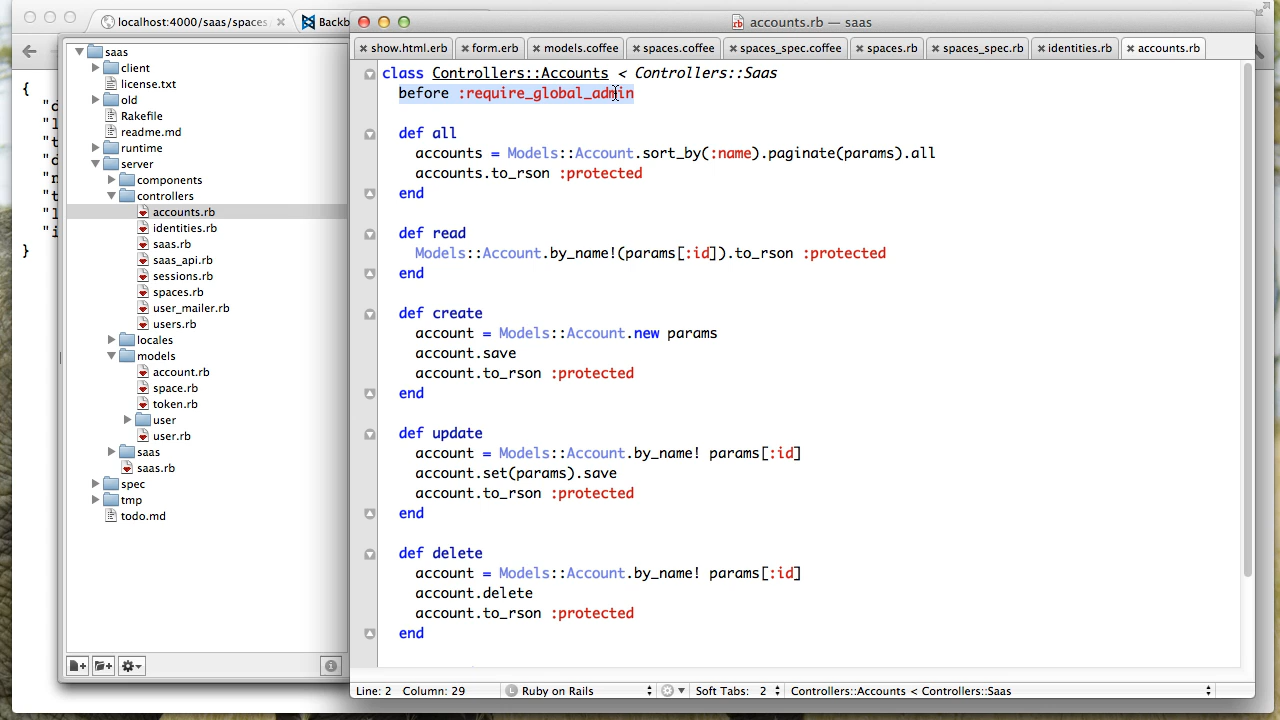 localhost:4000/saas/spaces
Backb
accounts.rb — saas
show.html.erb
form.erb
models.coffee
spaces.coffee
spaces_s
coffee
spaces.rb
spaces_spec.rb
identities.rb
accounts.rb
{
"d
"l
"t
"d
"n
"t
"l
"i
}
saas
client
license.txt
old
Rakefile
readme.md
runtime
server
components
controllers
accounts.rb
identities.rb
saas.rb
saas_api.rb
sessions.rb
spaces.rb
user_mailer.rb
users.rb
locales
models
account.rb
space.rb
token.rb
user
user.rb
saas
saas.rb
spec
tmp
todo.md
class Controllers::Accounts < Controllers::Saas
before :require_global_admin
def all
accounts = Models::Account.sort_by(:name).paginate(params).all
accounts.to_rson :protected
end
def read
Models::Account.by_name!(params[:id]).to_rson :protected
end
def create
account = Models::Account.new params
account.save
account.to_rson :protected
end
def update
account = Models::Account.by_name! params[:id]
account.set(params).save
account.to_rson :protected
end
def delete
account = Models::Account.by_name! params[:id]
account.delete
account.to_rson :protected
end
Line: 2 Column: 29
Ruby on Rails
Soft Tabs: 2
Controllers::Accounts < Controllers::Saas